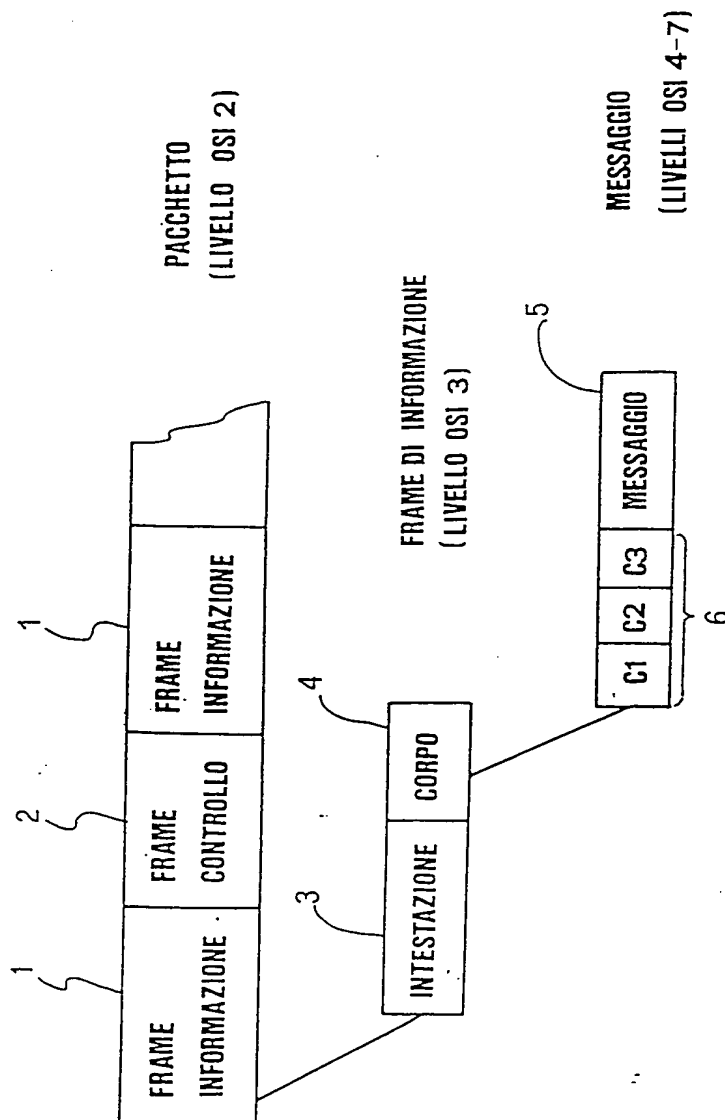 1
2
1
FRAME
INFORMAZIONE
FRAME
CONTROLLO
FRAME
INFORMAZIONE
PACCHETTO
(LIVELLO OSI 2)
3
4
INTESTAZIONE
CORPO
FRAME DI INFORMAZIONE
(LIVELLO OSI 3)
5
C1
C2
C3
MESSAGGIO
6
MESSAGGIO
(LIVELLI OSI 4-7)